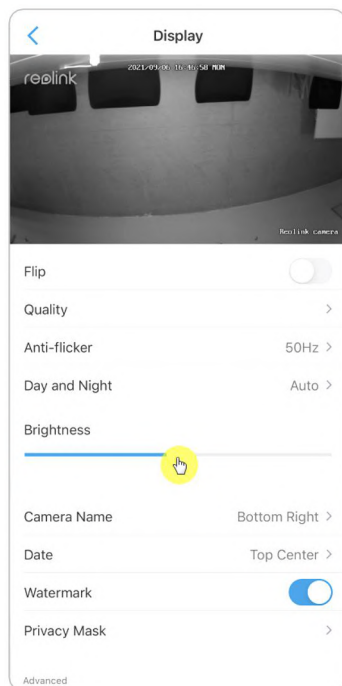 Display
2021/09/06 16:46:58 MON
reolink
Reolink camera
Flip
Quality
Anti-flicker 50Hz
Day and Night Auto
Brightness
Camera Name Bottom Right
Date Top Center
Watermark
Privacy Mask
Advanced